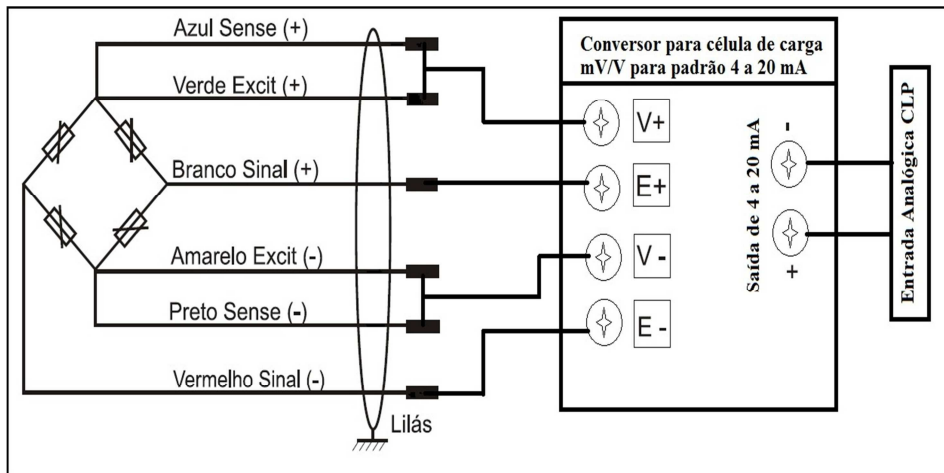 Azul Sense (+)
Verde Excit (+)
Branco Sinal (+)
Amarelo Excit (-)
Preto Sense (-)
Vermelho Sinal (-)
Lilás
Conversor para célula de carga
mV/V para padrão 4 a 20 mA
V+
E+
V -
E -
Saída de 4 a 20 mA
-
+
Entrada Analógica CLP